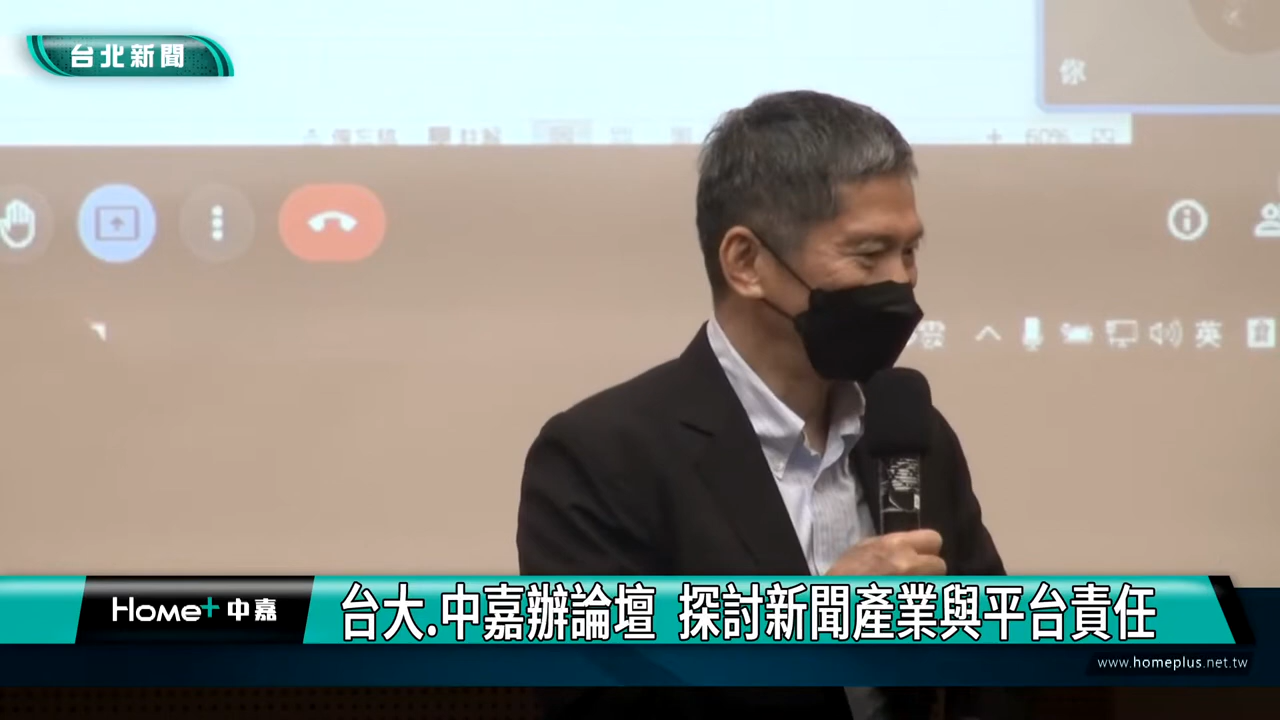 台北新聞
你
60%
英
Home+ 中嘉
台大.中嘉辦論壇 探討新聞產業與平台責任
www.homeplus.net.tw